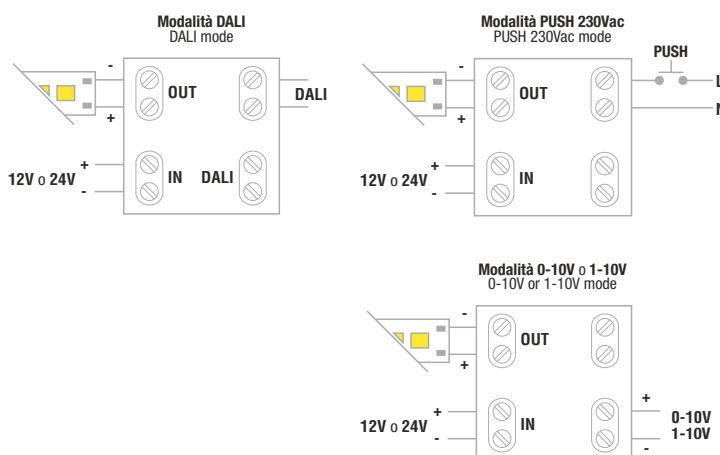 Modalità DALI
DALI mode
-
OUT
DALI
+
+
12V o 24V
IN
DALI
-
Modalità PUSH 230Vac
PUSH 230Vac mode
PUSH
-
L
OUT
+
N
+
12V o 24V
IN
-
Modalità 0-10V o 1-10V
0-10V or 1-10V mode
-
OUT
+
+
+
12V o 24V
IN
0-10V
1-10V
-
-